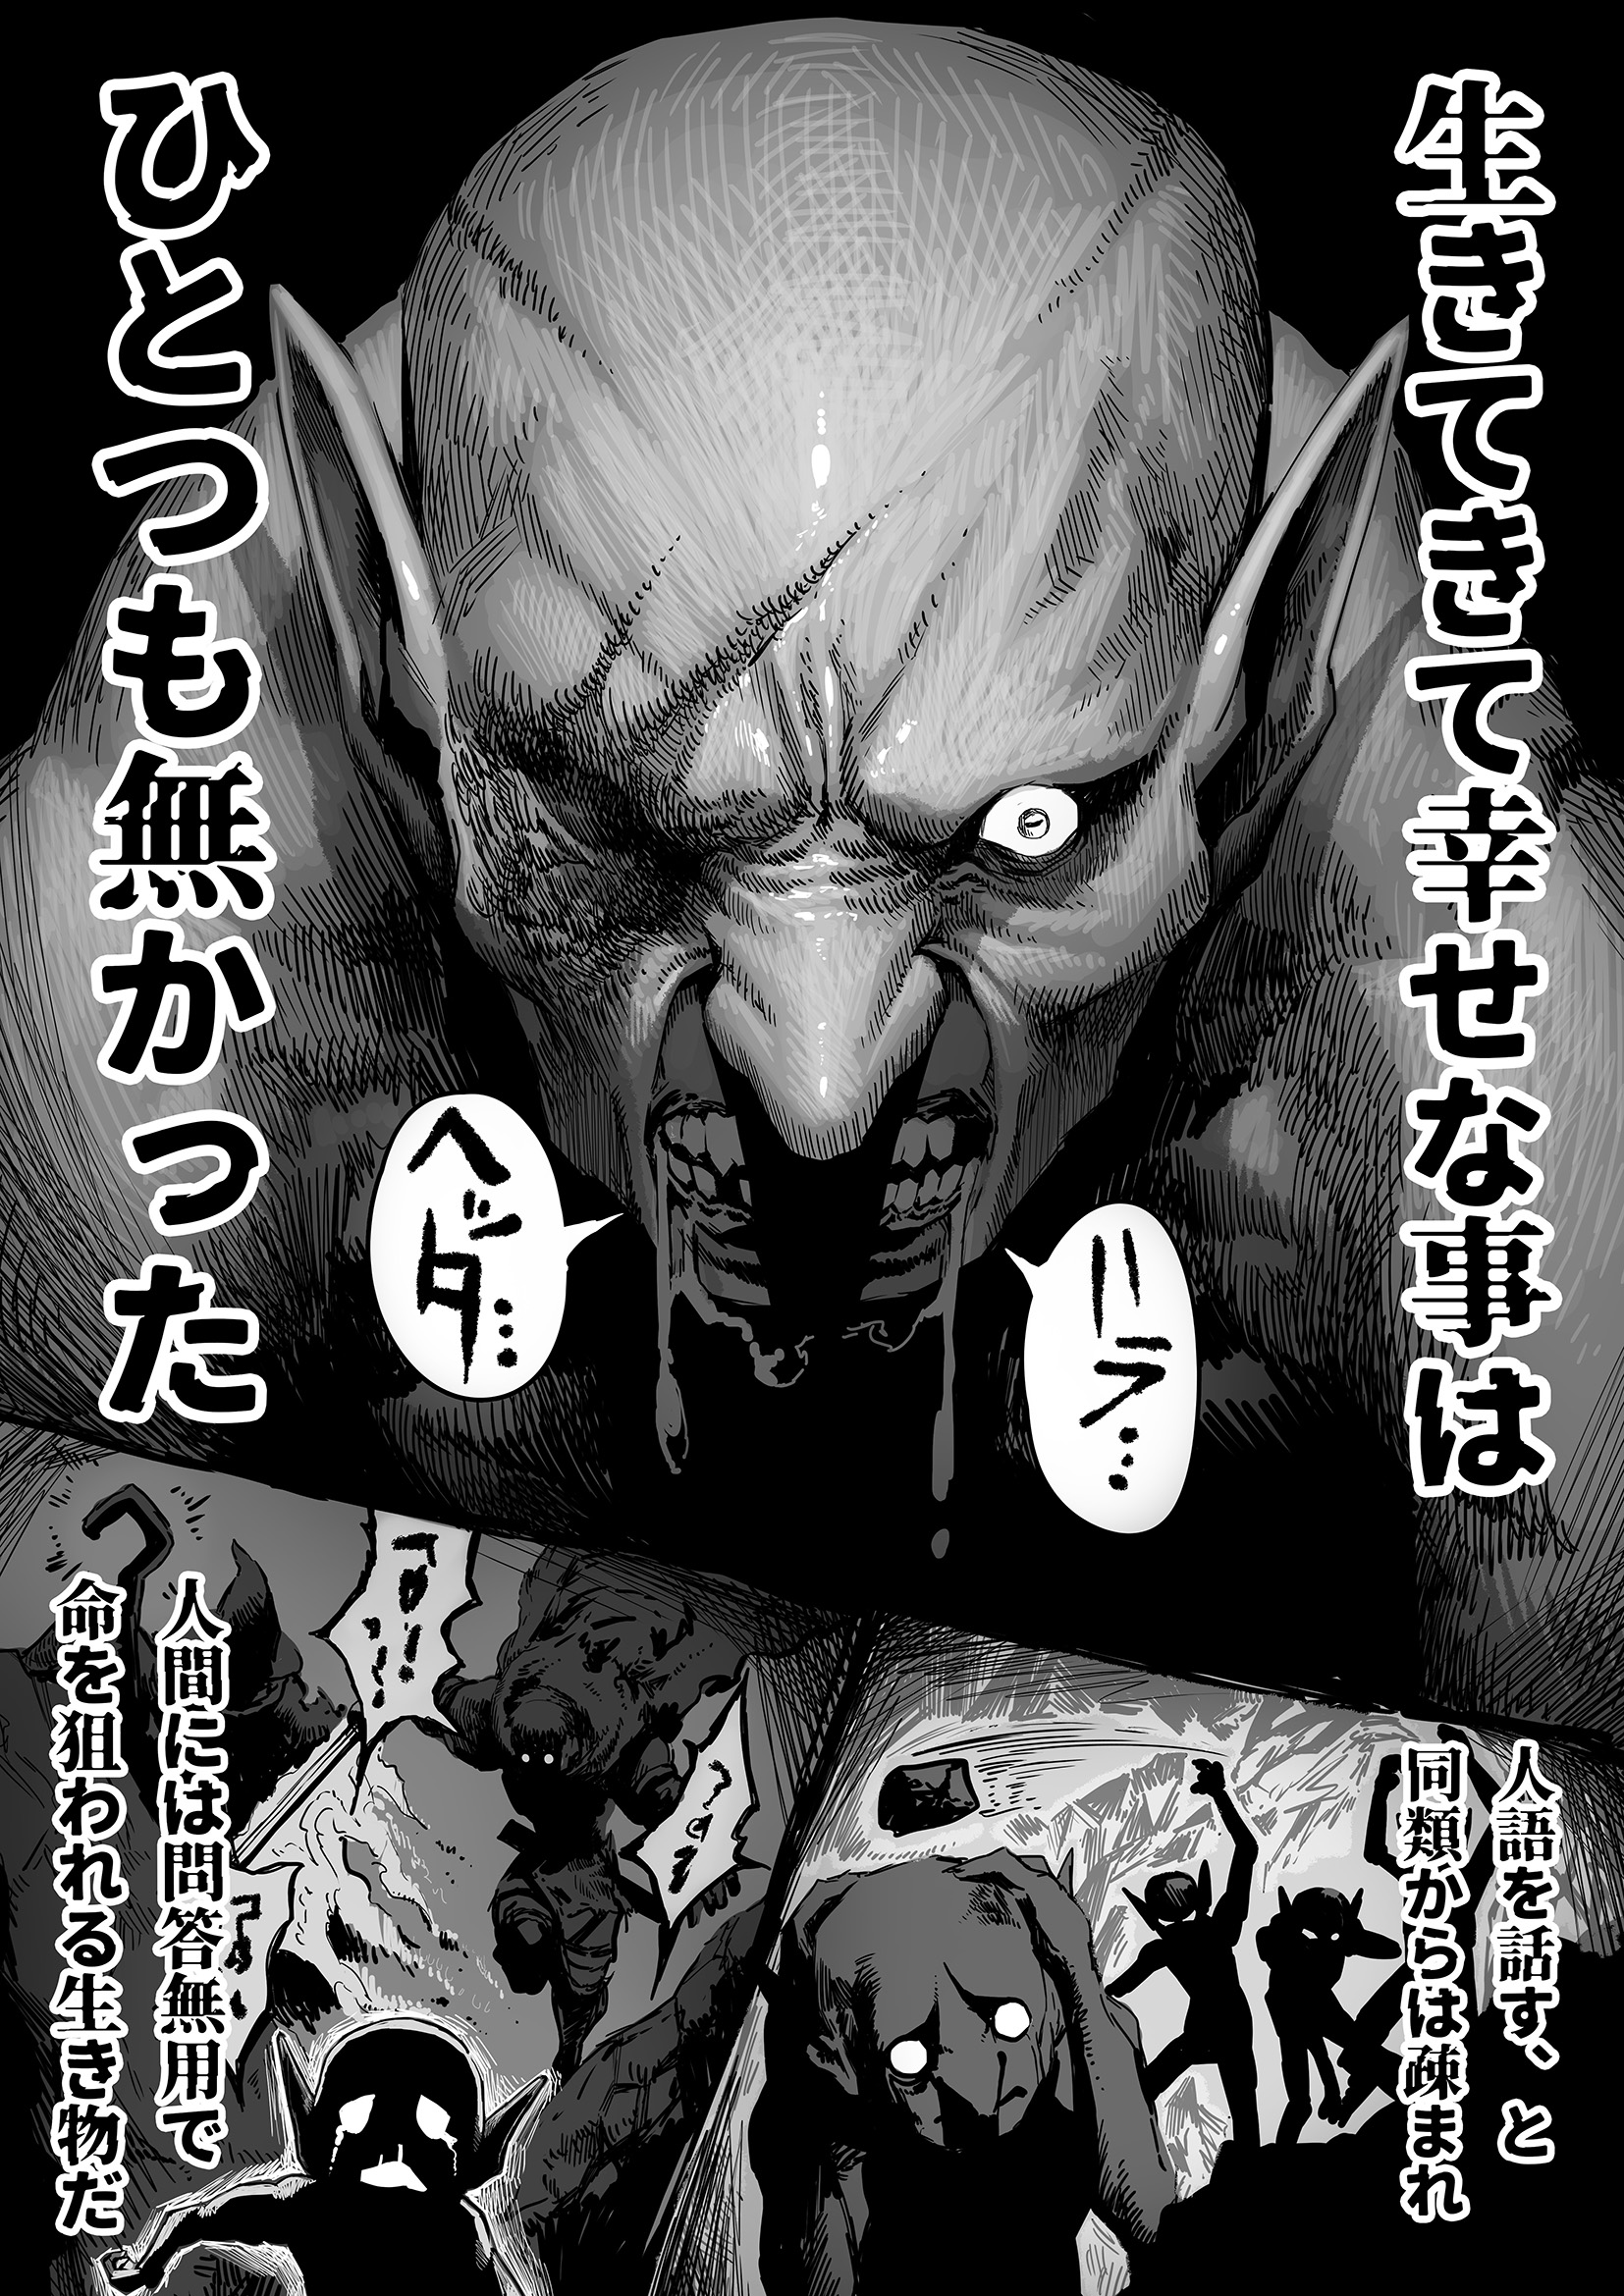 生きてきて幸せな事は
ひとつも無かった
ハラ…
ヘッタ…
人語を話す、と
同類からは疎まれ
人間には問答無用で
命を狙われる生き物だ